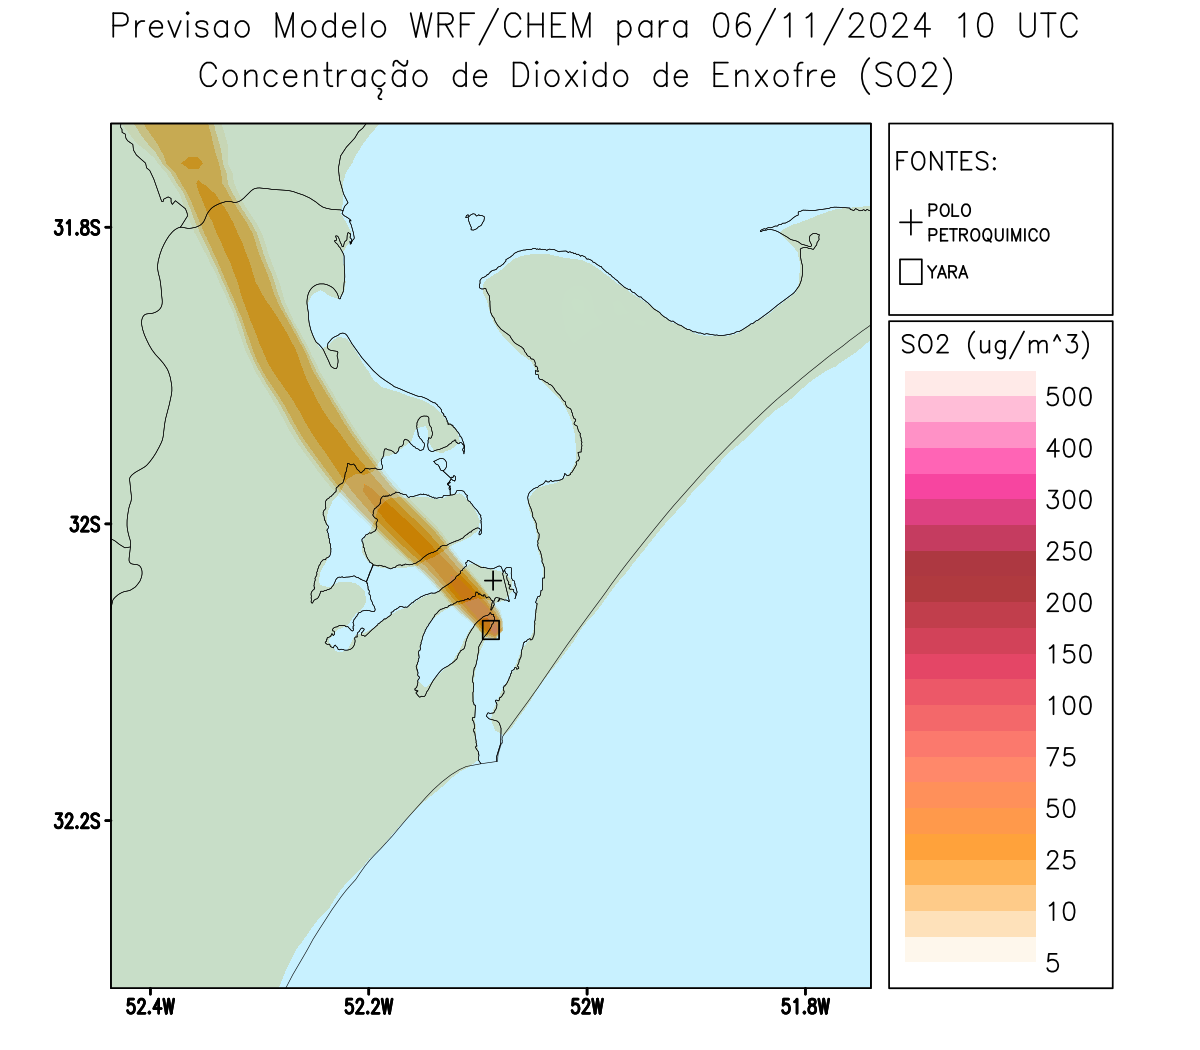 Previsao Modelo WRF/CHEM para 06/11/2024 10 UTC
Concentração de Dioxido de Enxofre (SO2)
FONTES:
POLO
PETROQUIMICO
YARA
SO2 (ug/m^3)
500
400
300
250
200
150
100
75
50
25
10
5
31.8S
32S
32.2S
52.4W
52.2W
52W
51.8W